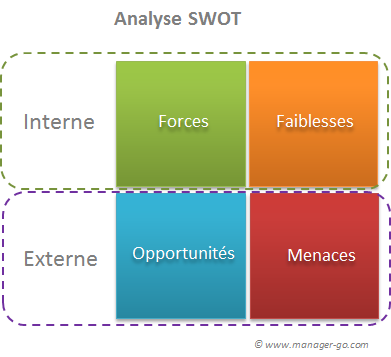 Analyse SWOT
Interne
Forces
Faiblesses
Externe
Opportunités
Menaces
© www.manager-go.com